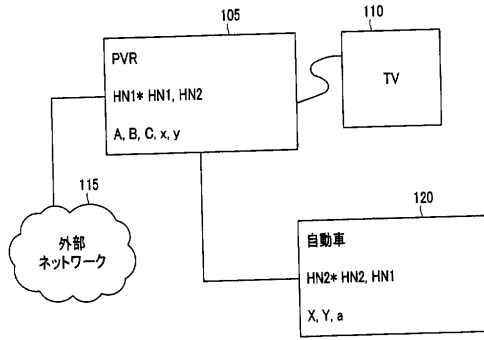 105
PVR
HN1* HN1, HN2
A, B, C, x, y
110
TV
115
外部
ネットワーク
120
自動車
HN2* HN2, HN1
X, Y, a